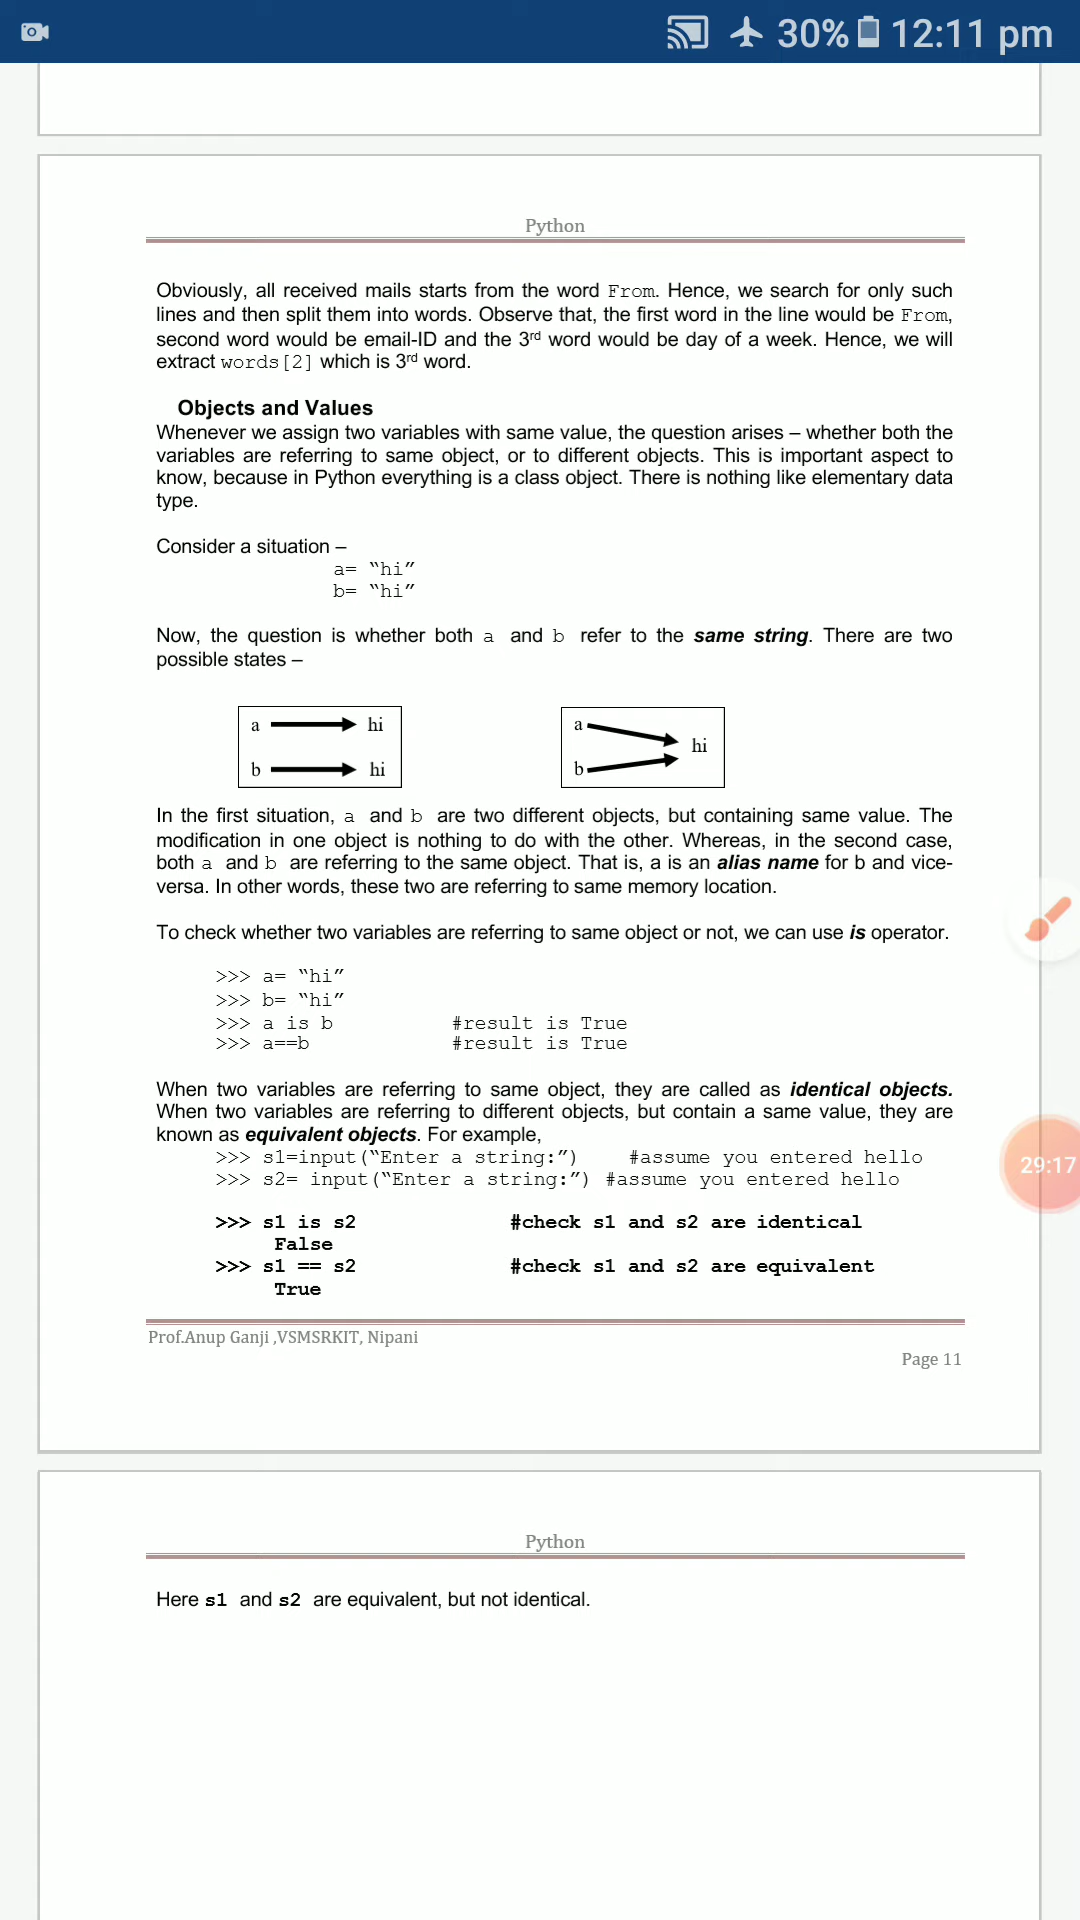 30% 12:11 pm
Python
Obviously, all received mails starts from the word From. Hence, we search for only such
lines and then split them into words. Observe that, the first word in the line would be From,
second word would be email-ID and the 3rd word would be day of a week. Hence, we will
extract words[2] which is 3rd word.
Objects and Values
Whenever we assign two variables with same value, the question arises – whether both the
variables are referring to same object, or to different objects. This is important aspect to
know, because in Python everything is a class object. There is nothing like elementary data
type.
Consider a situation –
a= “hi”
b= “hi”
Now, the question is whether both a and b refer to the same string. There are two
possible states –
a hi
b hi
a
hi
b
In the first situation, a and b are two different objects, but containing same value. The
modification in one object is nothing to do with the other. Whereas, in the second case,
both a and b are referring to the same object. That is, a is an alias name for b and vice-
versa. In other words, these two are referring to same memory location.
To check whether two variables are referring to same object or not, we can use is operator.
>>> a= “hi”
>>> b= “hi”
>>> a is b #result is True
>>> a==b #result is True
When two variables are referring to same object, they are called as identical objects.
When two variables are referring to different objects, but contain a same value, they are
known as equivalent objects. For example,
>>> s1=input(“Enter a string:”) #assume you entered hello
>>> s2= input(“Enter a string:”) #assume you entered hello
29:17
>>> s1 is s2 #check s1 and s2 are identical
False
>>> s1 == s2 #check s1 and s2 are equivalent
True
Prof.Anup Ganji ,VSMSRKIT, Nipani
Page 11
Python
Here s1 and s2 are equivalent, but not identical.